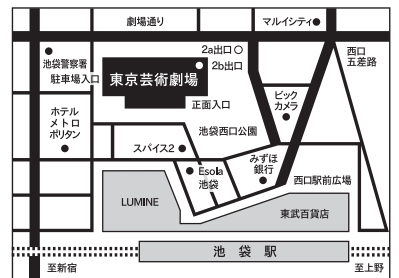 劇場通り
マルイシティ
2a出口
2b出口
西口
五差路
池袋警察署
駐車場入口
東京芸術劇場
正面入口
ビック
カメラ
ホテル
メトロ
ポリタン
池袋西口公園
スパイス2
みずほ
銀行
Esola
池袋
西口駅前広場
LUMINE
東武百貨店
池袋駅
至新宿
至上野